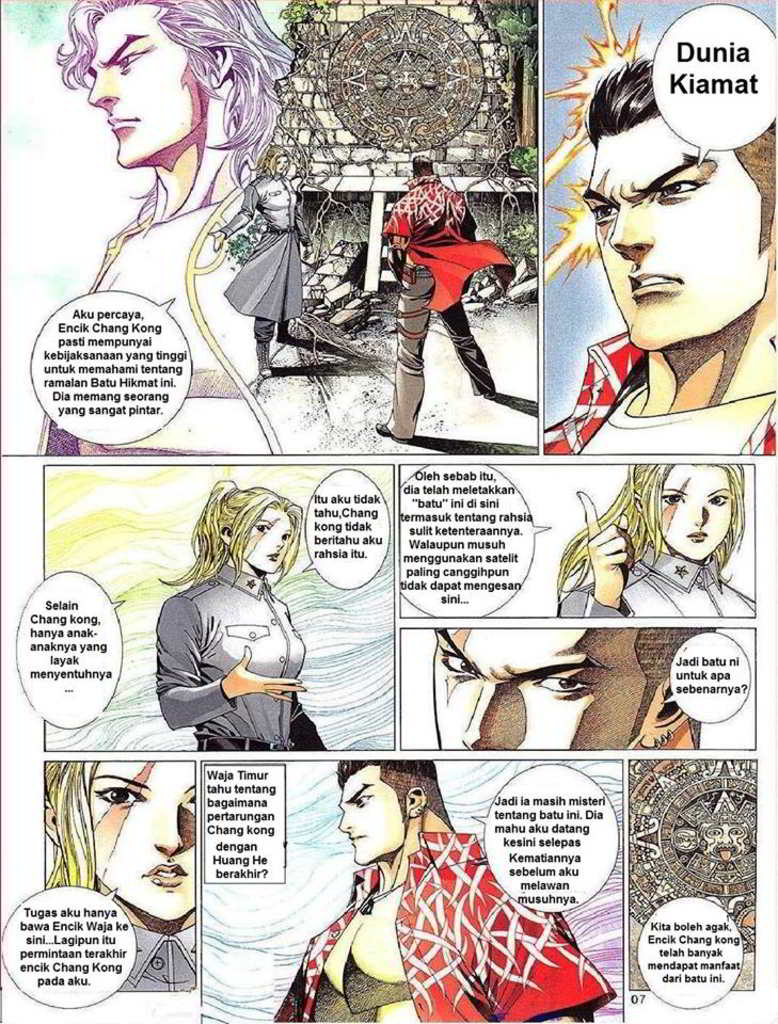 Aku percaya,
Encik Chang Kong
pasti mempunyai
kebijaksanaan yang tinggi
untuk memahami tentang
ramalan Batu Hikmat ini.
Dia memang seorang
yang sangat pintar.
Dunia
Kiamat
Itu aku tidak
tahu,Chang
kong tidak
beritahu aku
rahsia itu.
Selain
Chang kong,
hanya anak-
anaknya yang
layak
menyentuhnya
...
Oleh sebab itu,
dia telah meletakkan
"batu" ini di sini
termasuk tentang rahsia
sulit ketenteraannya.
Walaupun musuh
menggunakan satelit
paling canggihpun
tidak dapat mengesan
sini...
Jadi batu ni
untuk apa
sebenarnya?
Tugas aku hanya
bawa Encik Waja ke
sini...Lagipun itu
permintaan terakhir
encik Chang Kong
pada aku.
Waja Timur
tahu tentang
bagaimana
pertarungan
Chang kong
dengan
Huang He
berakhir?
Jadi ia masih misteri
tentang batu ini. Dia
mahu aku datang
kesini selepas
Kematiannya
sebelum aku
melawan
musuhnya.
Kita boleh agak,
Encik Chang kong
telah banyak
mendapat manfaat
dari batu ini.
07